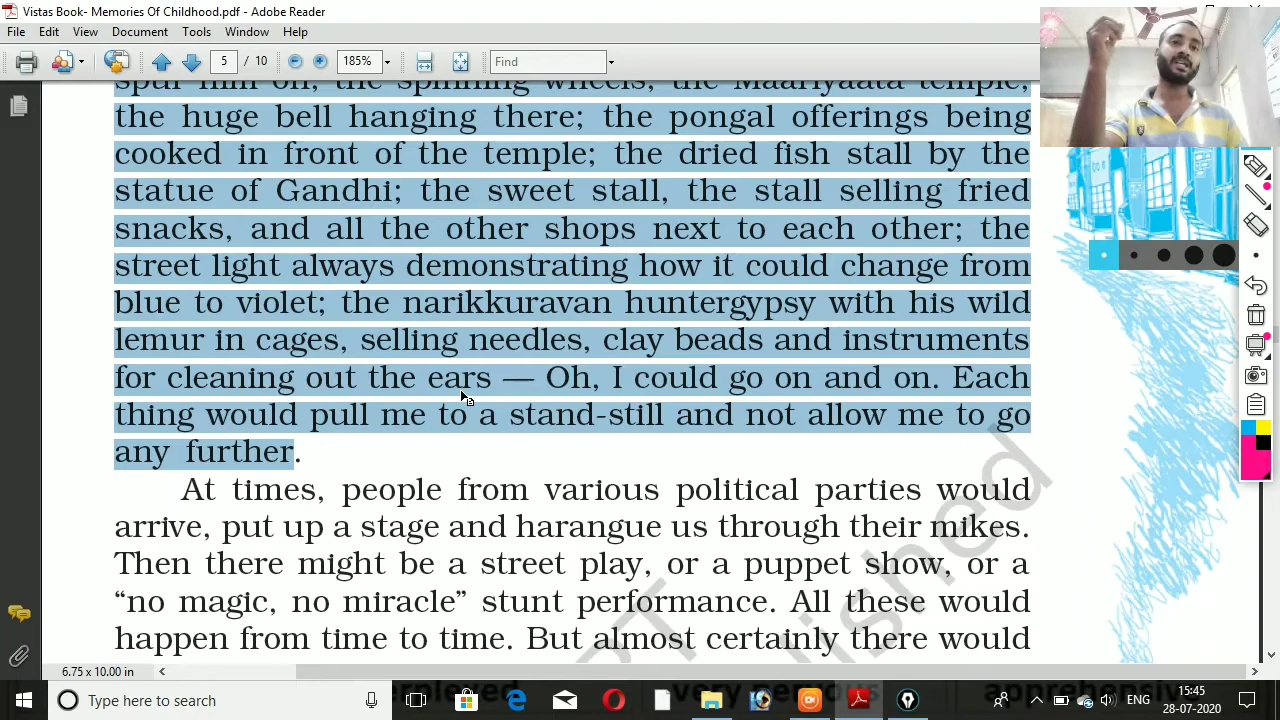 Vistas Book- Memories Of Childhood.pdf - Adobe Reader
File Edit View Document Tools Window Help
5 / 10 185% Find
spur him on; the spinning wheels; the Maariyaata temple,
the huge bell hanging there; the pongal offerings being
cooked in front of the temple; the dried fish stall by the
statue of Gandhi; the sweet stall, the stall selling fried
snacks, and all the other shops next to each other; the
street light always demonstrating how it could change from
blue to violet; the narikkuravan huntergypsy with his wild
lemur in cages, selling needles, clay beads and instruments
for cleaning out the ears — Oh, I could go on and on. Each
thing would pull me to a stand-still and not allow me to go
any further.
At times, people from various political parties would
arrive, put up a stage and harangue us through their mikes.
Then there might be a street play, or a puppet show, or a
“no magic, no miracle” stunt performance. All these would
happen from time to time. But almost certainly there would
6.75 x 10.00 in
Type here to search
ENG
15:45
28-07-2020